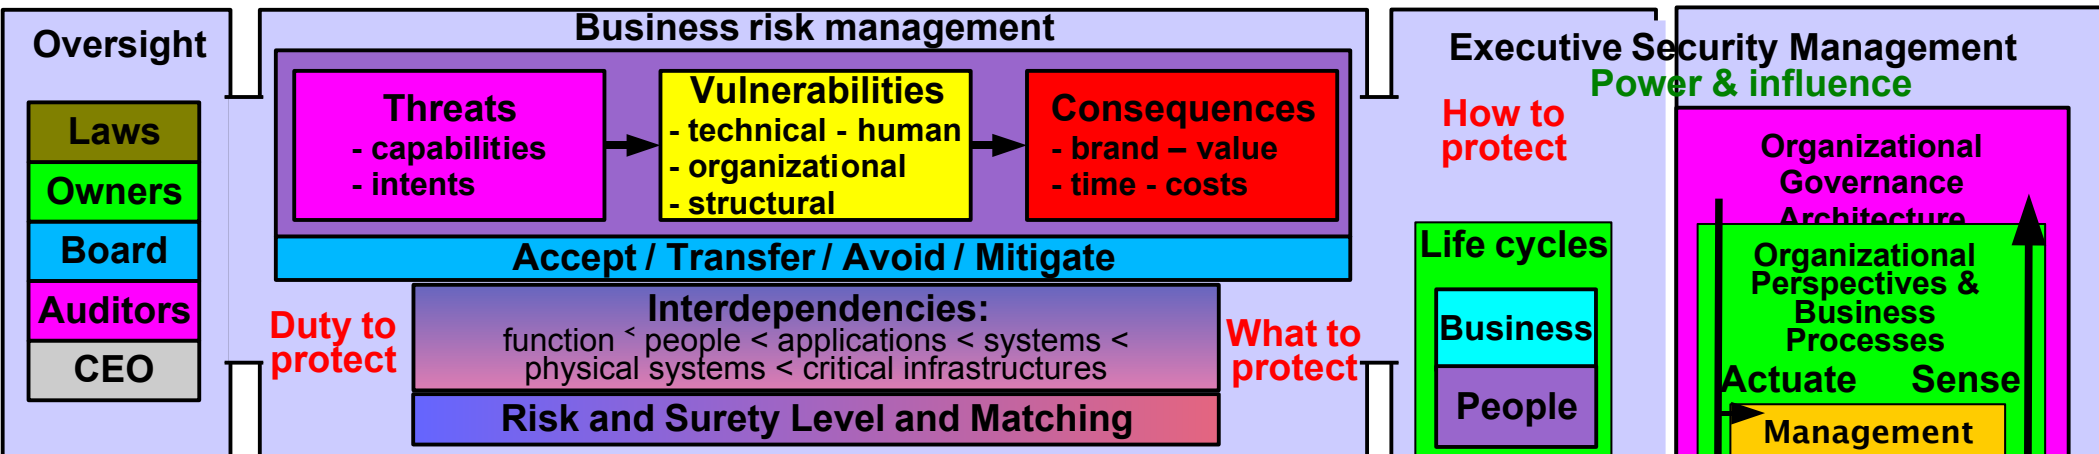 Oversight
Laws
Owners
Board
Auditors
CEO
Business risk management
Threats
- capabilities
- intents
Vulnerabilities
- technical - human
- organizational
- structural
Consequences
- brand – value
- time - costs
Accept / Transfer / Avoid / Mitigate
Duty to
protect
Interdependencies:
function < people < applications < systems <
physical systems < critical infrastructures
Risk and Surety Level and Matching
What to
protect
Executive Security Management
Power & influence
How to
protect
Life cycles
Business
People
Organizational
Governance
Architecture
Organizational
Perspectives &
Business
Processes
Actuate Sense
Management